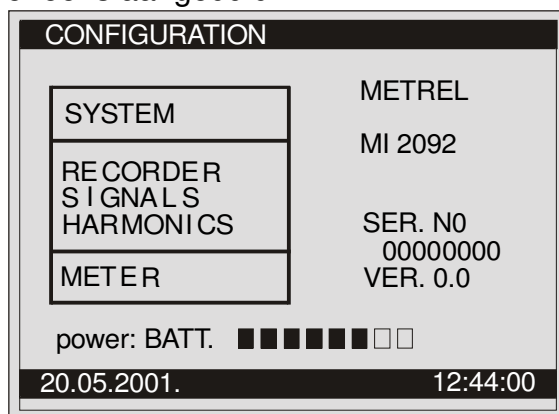 CONFIGURATION
SYSTEM
RECORDER
SIGNALS
HARMONICS
METER
METREL
MI 2092
SER. N0
00000000
VER. 0.0
power: BATT.
20.05.2001. 12:44:00